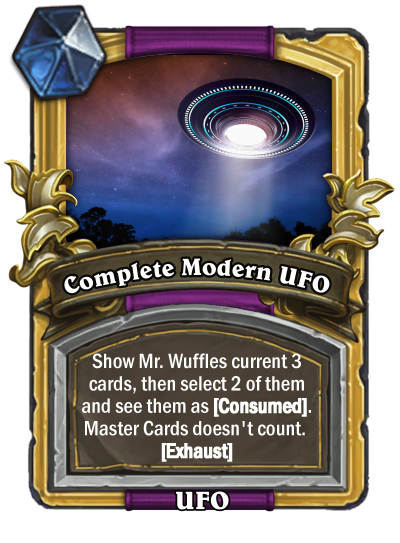 Complete Modern UFO
Show Mr. Wuffles current 3
cards, then select 2 of them
and see them as [Consumed].
Master Cards doesn't count.
[Exhaust]
UFO